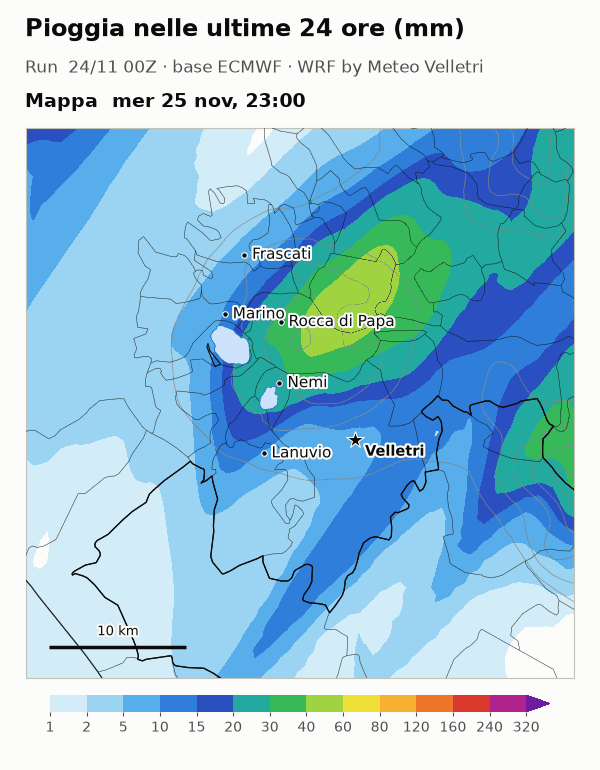 Pioggia nelle ultime 24 ore (mm)
Run  24/11 00Z · base ECMWF · WRF by Meteo Velletri
Mappa  mer 25 nov, 23:00
Frascati
Marino
Rocca di Papa
Nemi
Lanuvio
Velletri
10 km
1 2 5 10 15 20 30 40 60 80 120 160 240 320